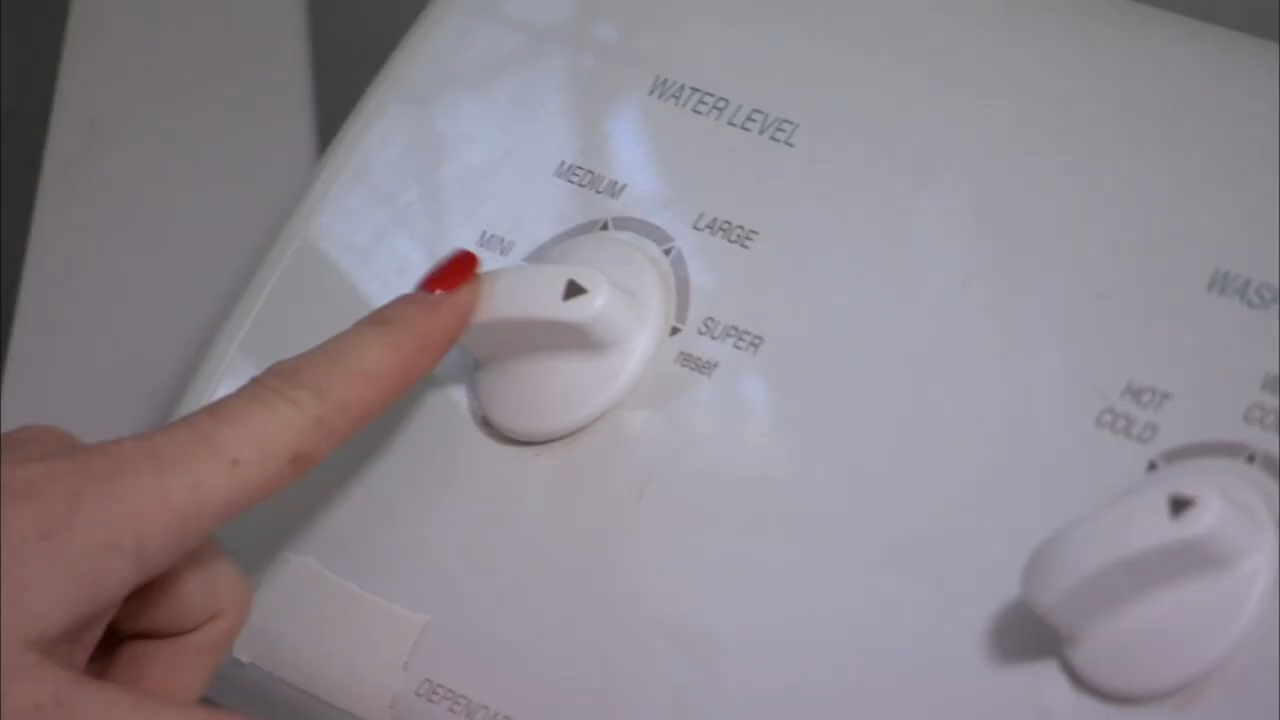 WATER LEVEL
MEDIUM
MINI
LARGE
SUPER
reset
HOT
COLD